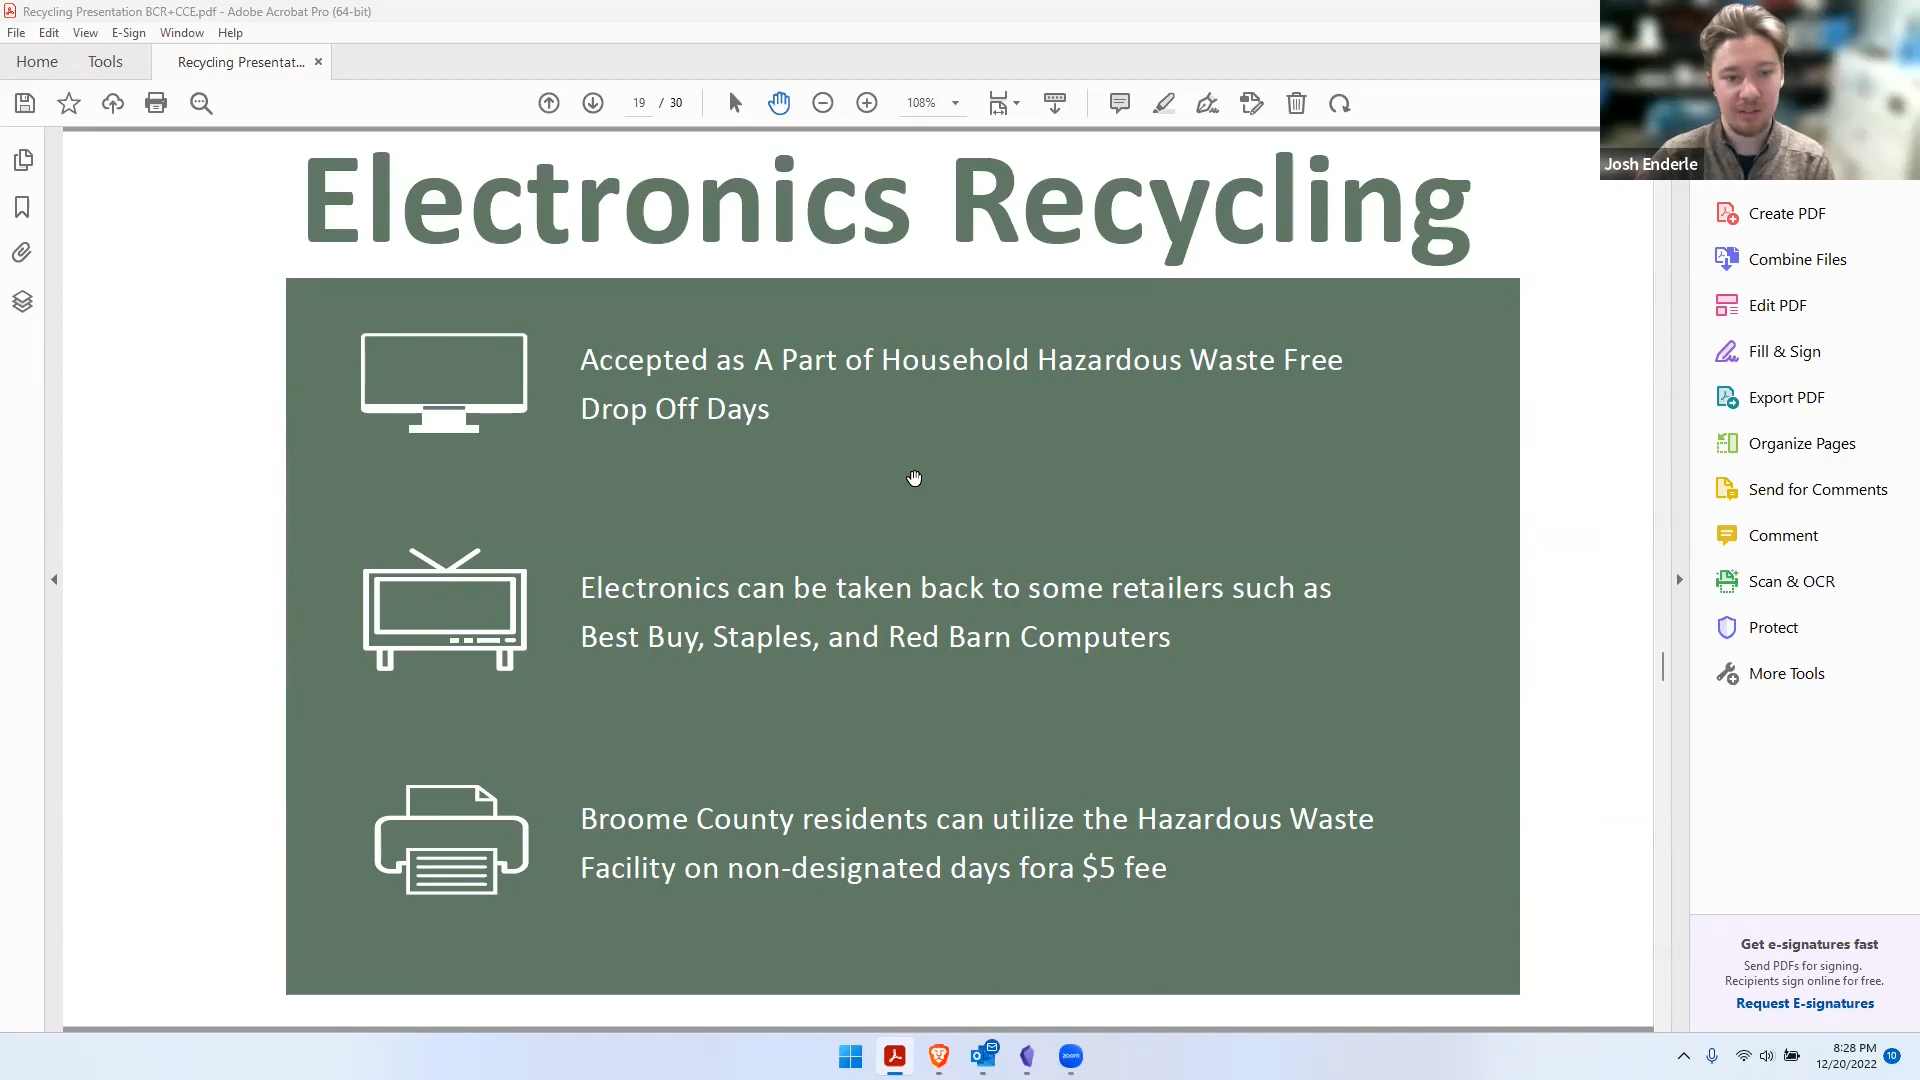 Recycling Presentation BCR+CCE.pdf - Adobe Acrobat Pro (64-bit)
File Edit View E-Sign Window Help
Home Tools Recycling Presentat... ×
19 / 30 108%
Josh Enderle
Electronics Recycling
Accepted as A Part of Household Hazardous Waste Free
Drop Off Days
Electronics can be taken back to some retailers such as
Best Buy, Staples, and Red Barn Computers
Broome County residents can utilize the Hazardous Waste
Facility on non-designated days fora $5 fee
Create PDF
Combine Files
Edit PDF
Fill & Sign
Export PDF
Organize Pages
Send for Comments
Comment
Scan & OCR
Protect
More Tools
Get e-signatures fast
Send PDFs for signing.
Recipients sign online for free.
Request E-signatures
zoom
8:28 PM
12/20/2022
10